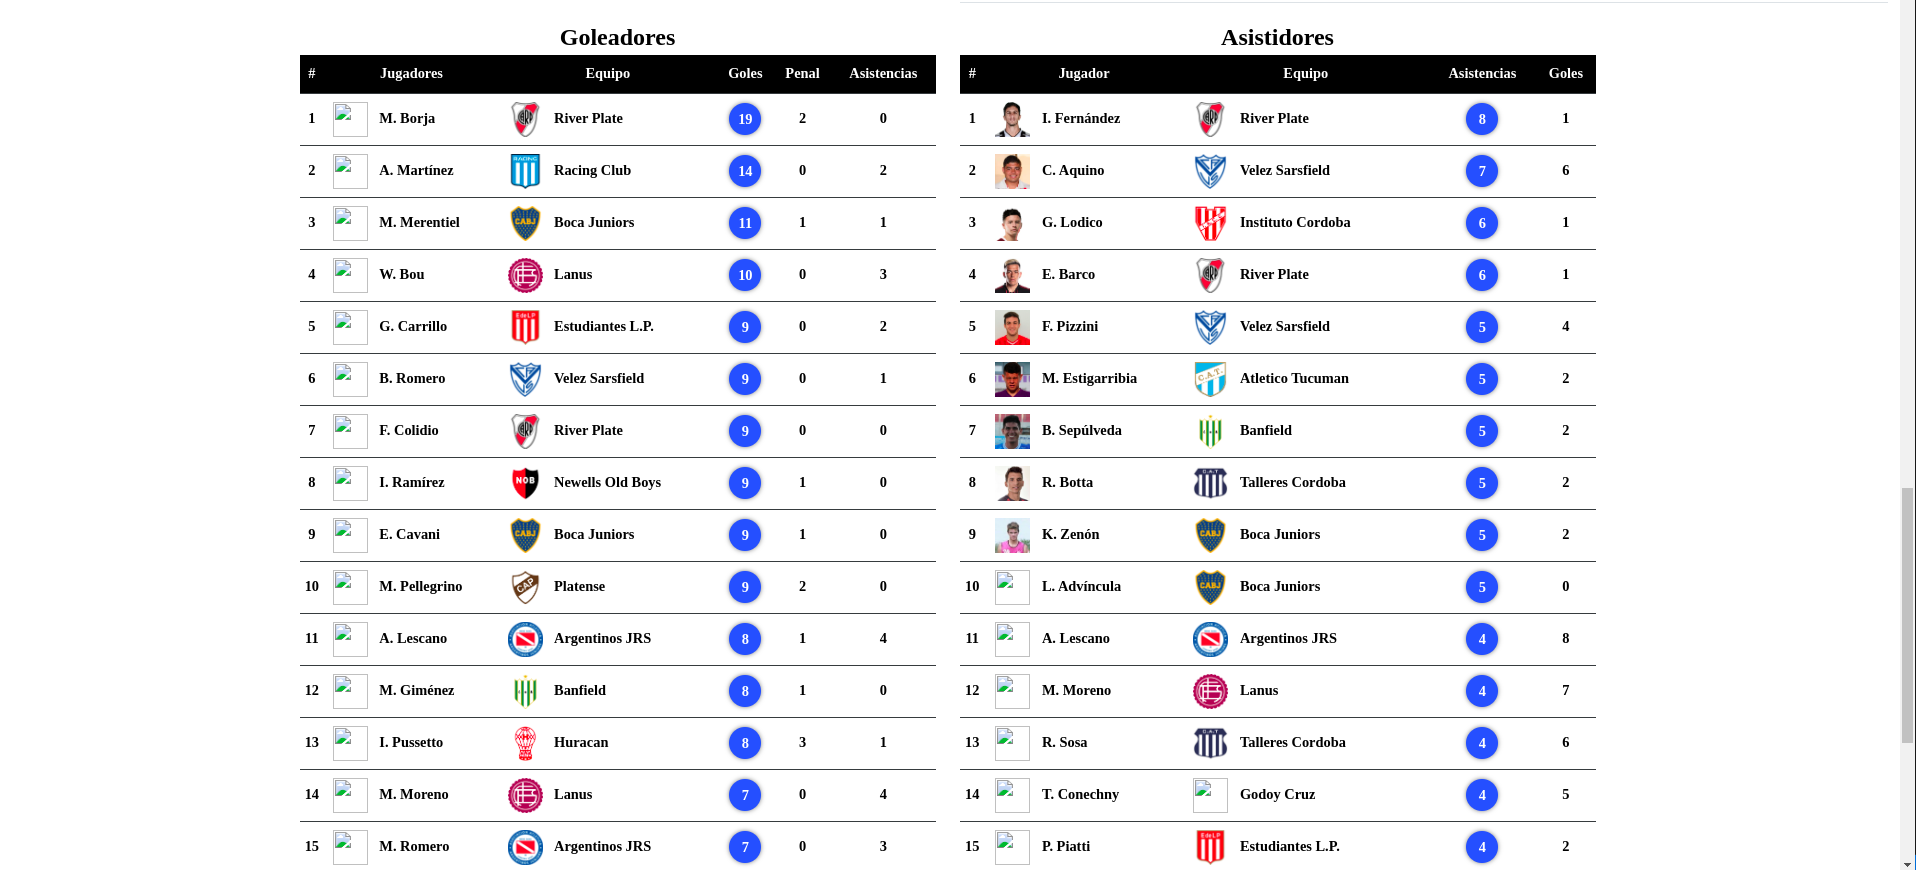 Goleadores
# Jugadores Equipo Goles Penal Asistencias
1 M. Borja River Plate 19 2 0
2 A. Martínez Racing Club 14 0 2
3 M. Merentiel Boca Juniors 11 1 1
4 W. Bou Lanus 10 0 3
5 G. Carrillo Estudiantes L.P. 9 0 2
6 B. Romero Velez Sarsfield 9 0 1
7 F. Colidio River Plate 9 0 0
8 I. Ramírez Newells Old Boys 9 1 0
9 E. Cavani Boca Juniors 9 1 0
10 M. Pellegrino Platense 9 2 0
11 A. Lescano Argentinos JRS 8 1 4
12 M. Giménez Banfield 8 1 0
13 I. Pussetto Huracan 8 3 1
14 M. Moreno Lanus 7 0 4
15 M. Romero Argentinos JRS 7 0 3
Asistidores
# Jugador Equipo Asistencias Goles
1 I. Fernández River Plate 8 1
2 C. Aquino Velez Sarsfield 7 6
3 G. Lodico Instituto Cordoba 6 1
4 E. Barco River Plate 6 1
5 F. Pizzini Velez Sarsfield 5 4
6 M. Estigarribia Atletico Tucuman 5 2
7 B. Sepúlveda Banfield 5 2
8 R. Botta Talleres Cordoba 5 2
9 K. Zenón Boca Juniors 5 2
10 L. Advíncula Boca Juniors 5 0
11 A. Lescano Argentinos JRS 4 8
12 M. Moreno Lanus 4 7
13 R. Sosa Talleres Cordoba 4 6
14 T. Conechny Godoy Cruz 4 5
15 P. Piatti Estudiantes L.P. 4 2